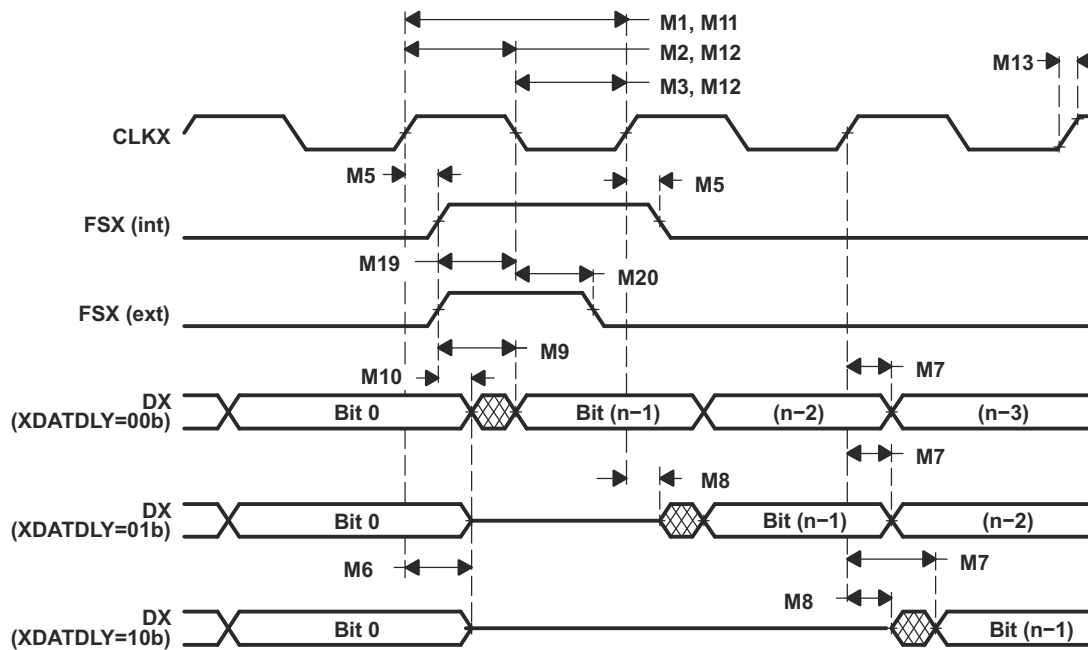 M1, M11
M2, M12
M13
M3, M12
CLKX
M5
M5
FSX (int)
M19
M20
FSX (ext)
M9
M10
M7
DX
(XDATDLY=00b)
Bit 0
Bit (n−1)
(n−2)
(n−3)
M7
M8
DX
(XDATDLY=01b)
Bit 0
Bit (n−1)
(n−2)
M6
M7
M8
DX
(XDATDLY=10b)
Bit 0
Bit (n−1)